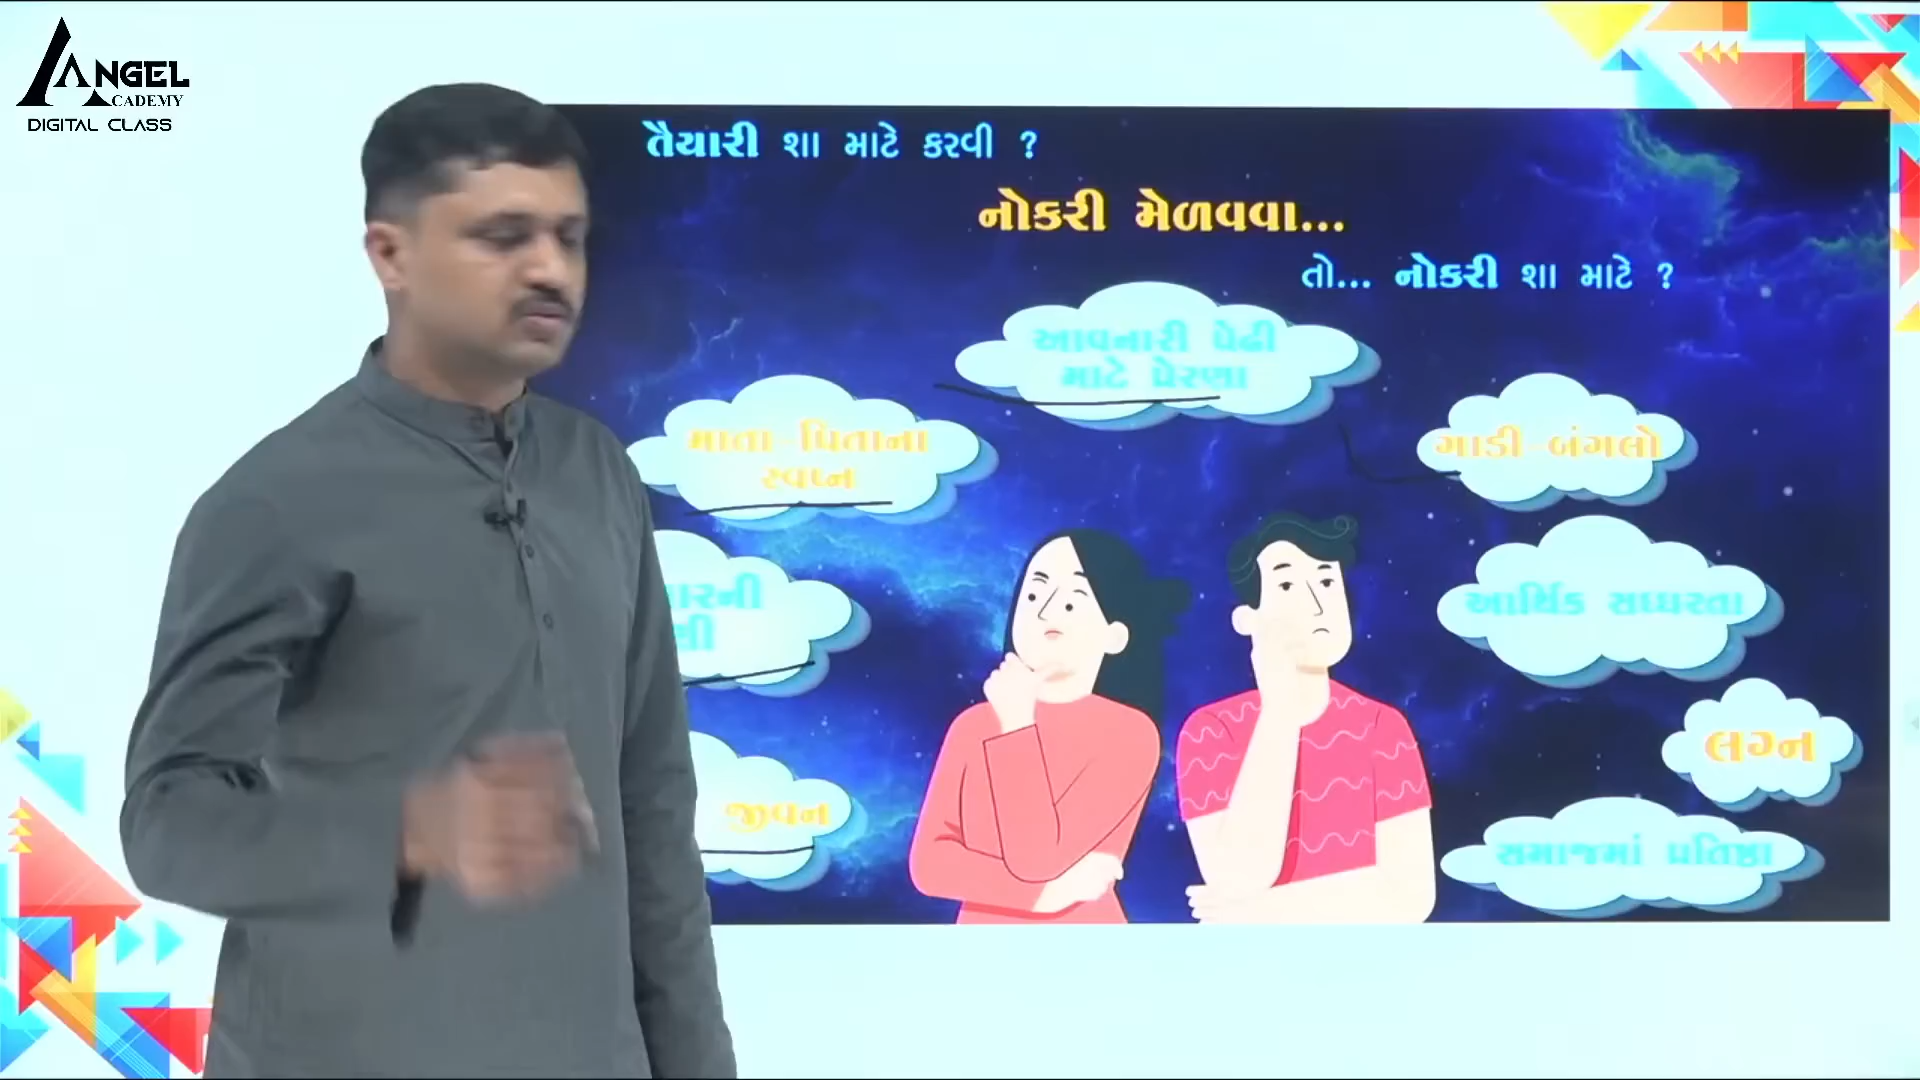 ANGEL
ACADEMY
DIGITAL CLASS
તૈયારી શા માટે કરવી ?
નોકરી મેળવવા...
તો... નોકરી શા માટે ?
આવનારી પેઢી
માટે પ્રેરણા
માતા-પિતાના
સ્વપ્ન
ગાડી-બંગલો
આર્થિક સધ્ધરતા
લગ્ન
જીવન
સમાજમાં પ્રતિષ્ઠા